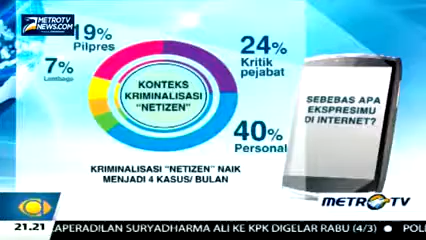 METROTV
NEWS.COM
19%
Pilpres
7%
Lembaga
KONTEKS
KRIMINALISASI
"NETIZEN"
24%
Kritik
pejabat
40%
Personal
SEBEBAS APA
EKSPRESIMU
DI INTERNET?
KRIMINALISASI "NETIZEN" NAIK
MENJADI 4 KASUS/ BULAN
METRO TV
21.21
APERADILAN SURYADHARMA ALI KE KPK DIGELAR RABU (4/3)
POL